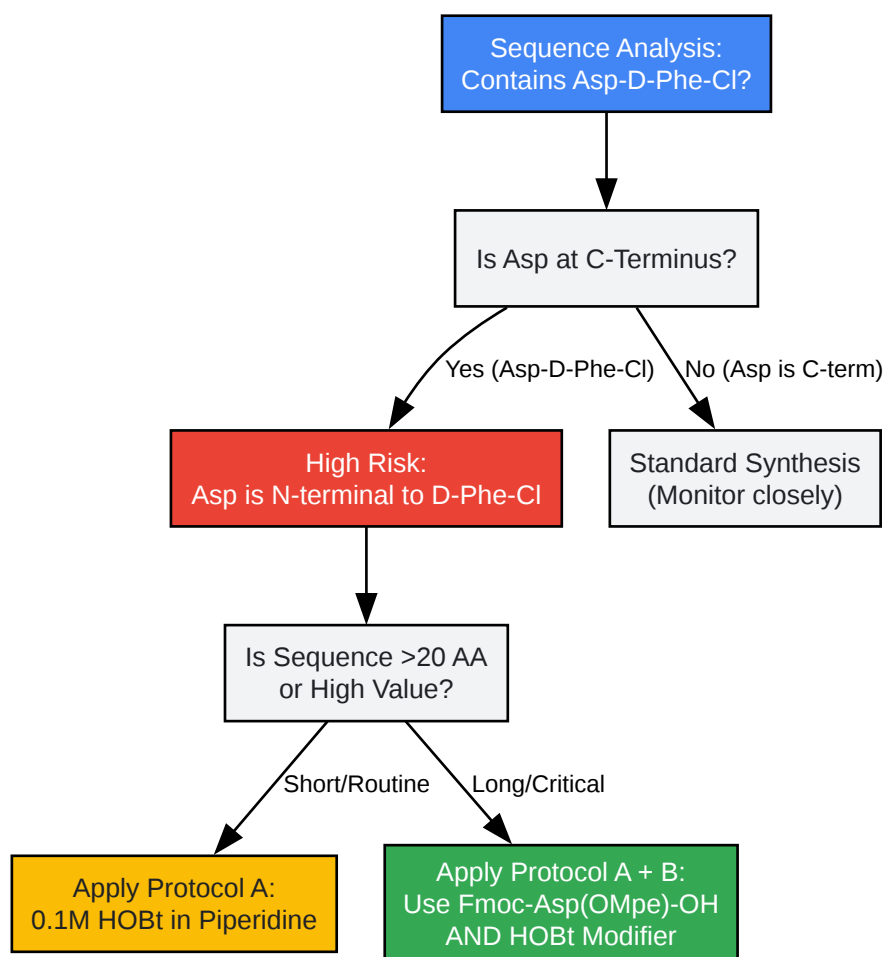 Sequence Analysis:
Contains Asp-D-Phe-Cl?
Is Asp at C-Terminus?
Yes (Asp-D-Phe-Cl)
No (Asp is C-term)
High Risk:
Asp is N-terminal to D-Phe-Cl
Standard Synthesis
(Monitor closely)
Is Sequence >20 AA
or High Value?
Short/Routine
Long/Critical
Apply Protocol A:
0.1M HOBt in Piperidine
Apply Protocol A + B:
Use Fmoc-Asp(OMpe)-OH
AND HOBt Modifier